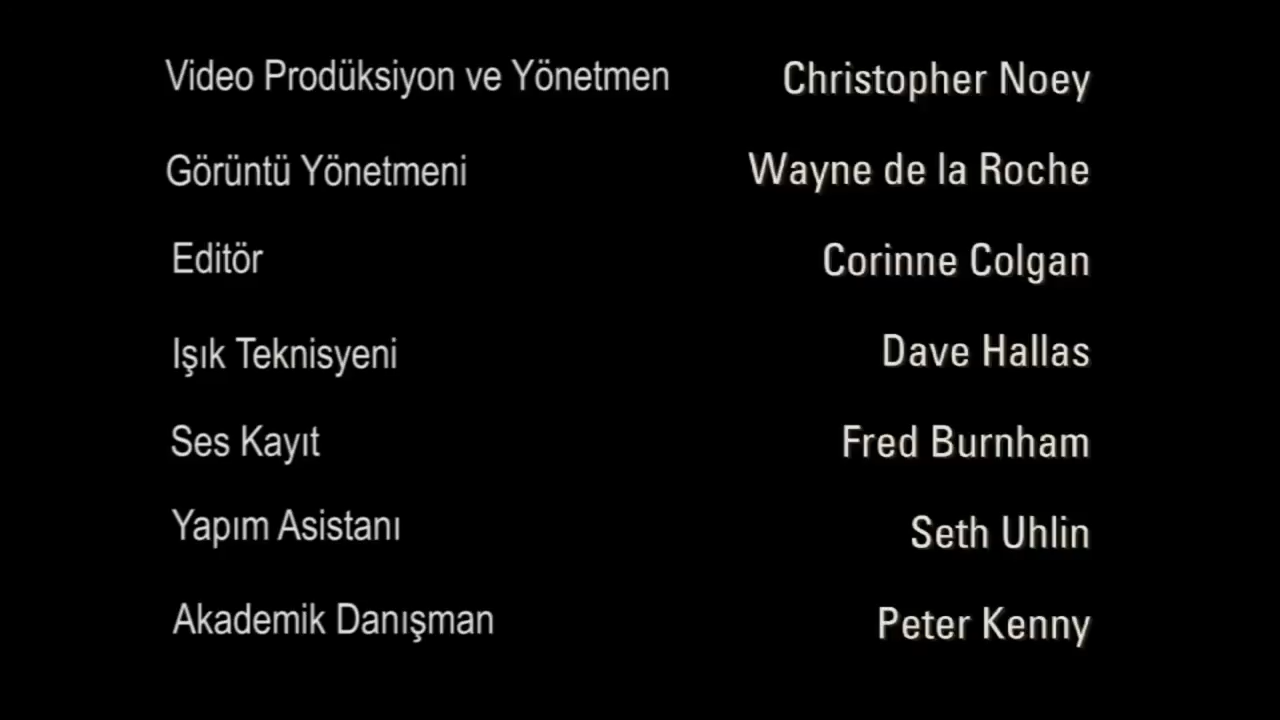 Video Prodüksiyon ve Yönetmen Christopher Noey
Görüntü Yönetmeni Wayne de la Roche
Editör Corinne Colgan
Işık Teknisyeni Dave Hallas
Ses Kayıt Fred Burnham
Yapım Asistanı Seth Uhlin
Akademik Danışman Peter Kenny